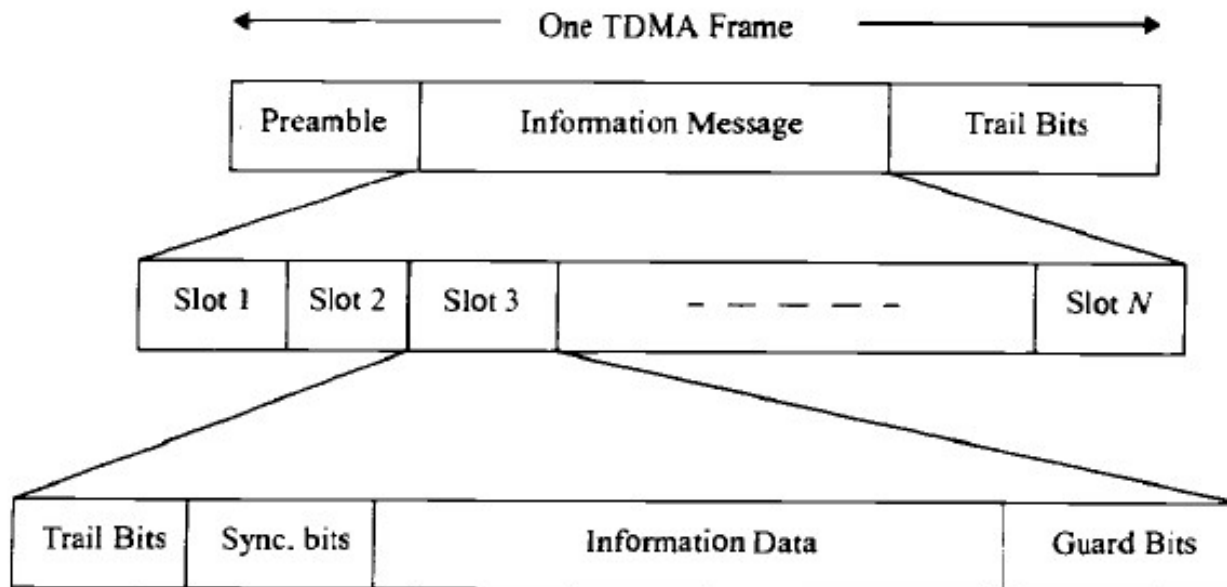 One TDMA Frame
Preamble Information Message Trail Bits
Slot 1 Slot 2 Slot 3 Slot N
Trail Bits Sync. bits Information Data Guard Bits